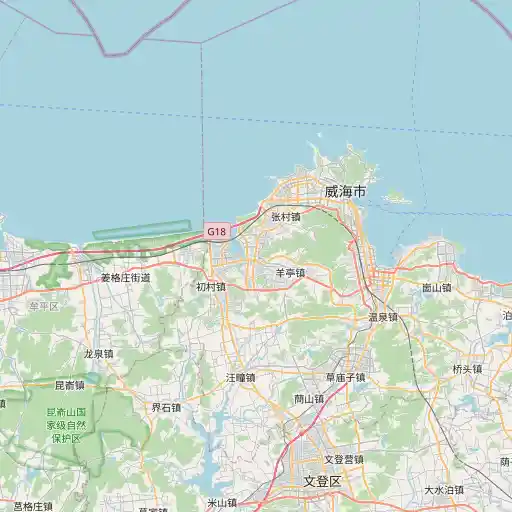 威海市
张村镇
G18
羊亭镇
姜格庄街道
初村镇
崮山镇
牟平区
温泉镇
泊
龙泉镇
桥头镇
汪疃镇
草庙子镇
昆嵛镇
界石镇
昆嵛山国
家级自然
保护区
蔄山镇
文登营镇
荫
文登区
大水泊镇
莒格庄镇
米山镇